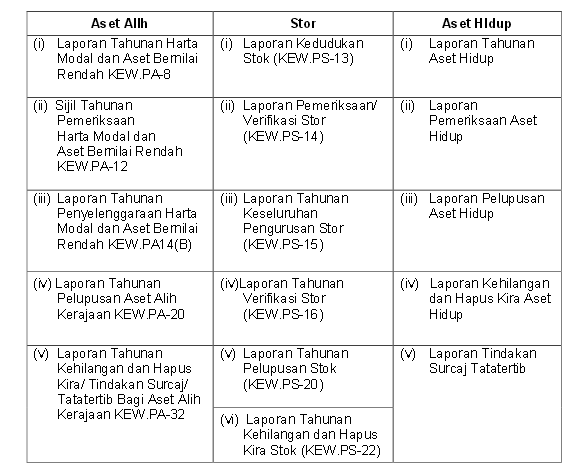 Aset Alih
Stor
Aset Hidup
(i) Laporan Tahunan Harta
Modal dan Aset Bernilai
Rendah KEW.PA-8
(i) Laporan Kedudukan
Stok (KEW.PS-13)
(i) Laporan Tahunan
Aset Hidup
(ii) Sijil Tahunan
Pemeriksaan
Harta Modal dan
Aset Bernilai Rendah
KEW.PA-12
(ii) Laporan Pemeriksaan/
Verifikasi Stor
(KEW.PS-14)
(ii) Laporan
Pemeriksaan Aset
Hidup
(iii) Laporan Tahunan
Penyelenggaraan Harta
Modal dan Aset Bernilai
Rendah KEW.PA14(B)
(iii) Laporan Tahunan
Keseluruhan
Pengurusan Stor
(KEW.PS-15)
(iii) Laporan Pelupusan
Aset Hidup
(iv) Laporan Tahunan
Pelupusan Aset Alih
Kerajaan KEW.PA-20
(iv)Laporan Tahunan
Verifikasi Stor
(KEW.PS-16)
(iv) Laporan Kehilangan
dan Hapus Kira Aset
Hidup
(v) Laporan Tahunan
Kehilangan dan Hapus
Kira/ Tindakan Surcaj/
Tatatertib Bagi Aset Alih
Kerajaan KEW.PA-32
(v) Laporan Tahunan
Pelupusan Stok
(KEW.PS-20)
(v) Laporan Tindakan
Surcaj Tatatertib
(vi) Laporan Tahunan
Kehilangan dan Hapus
Kira Stok (KEW.PS-22)